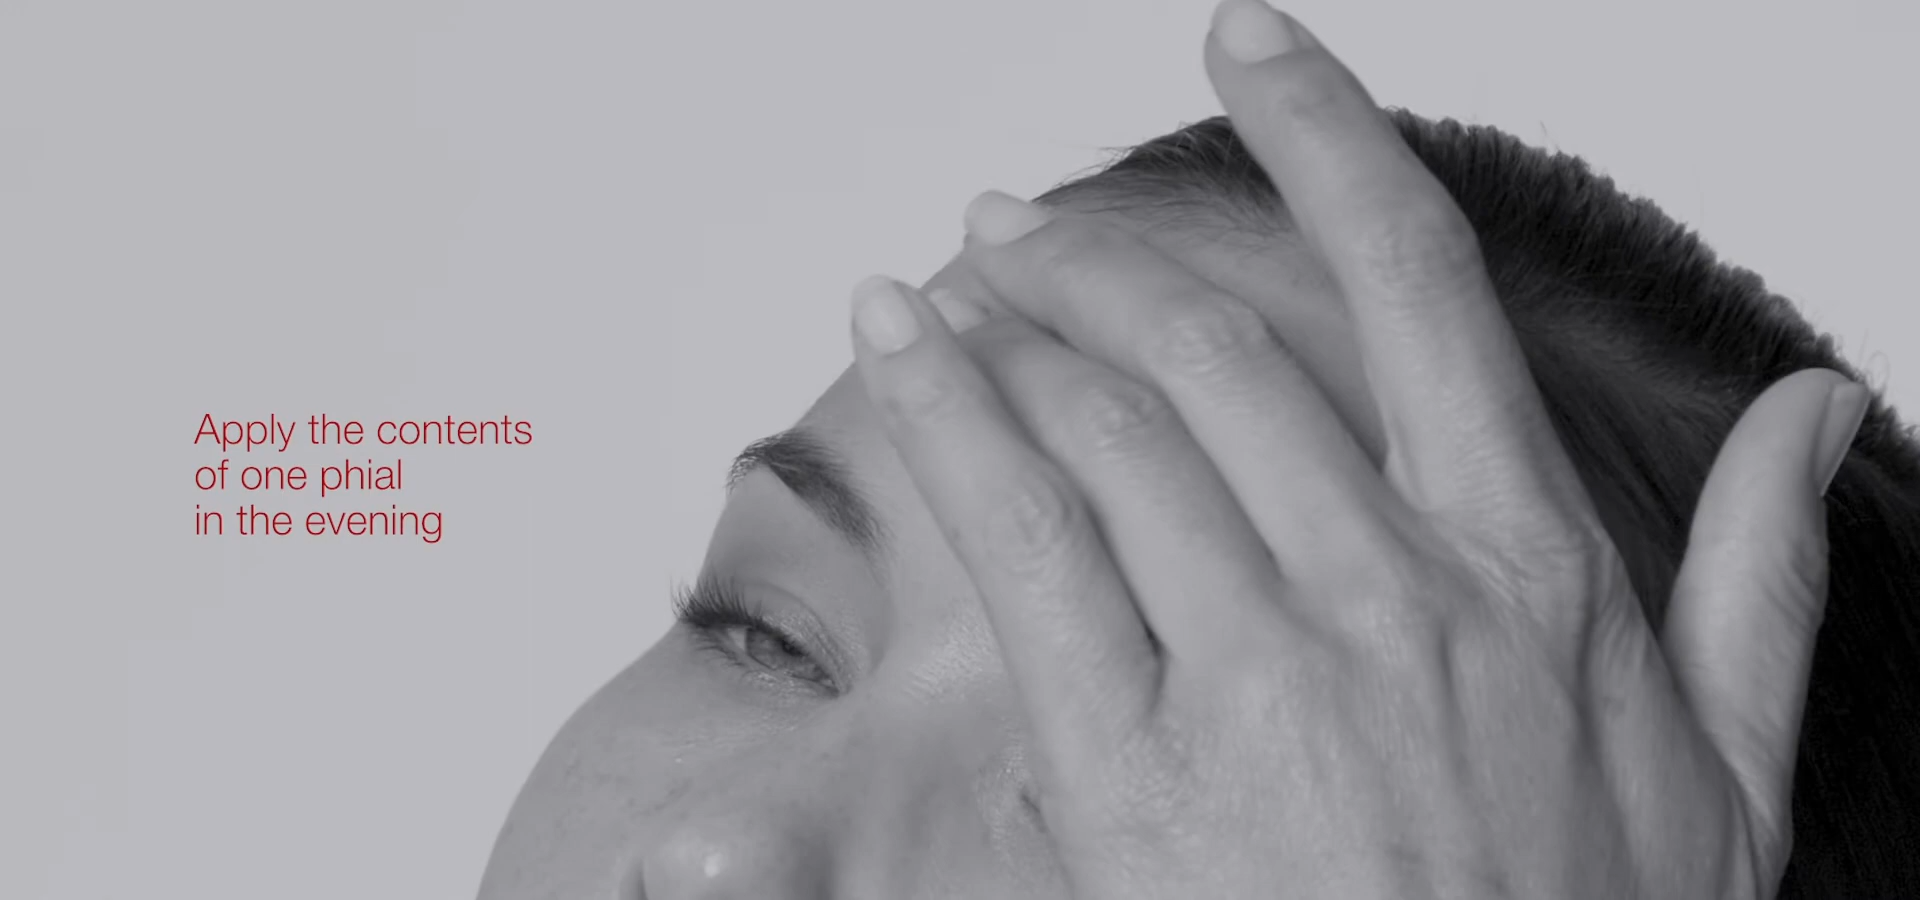 Apply the contents
of one phial
in the evening